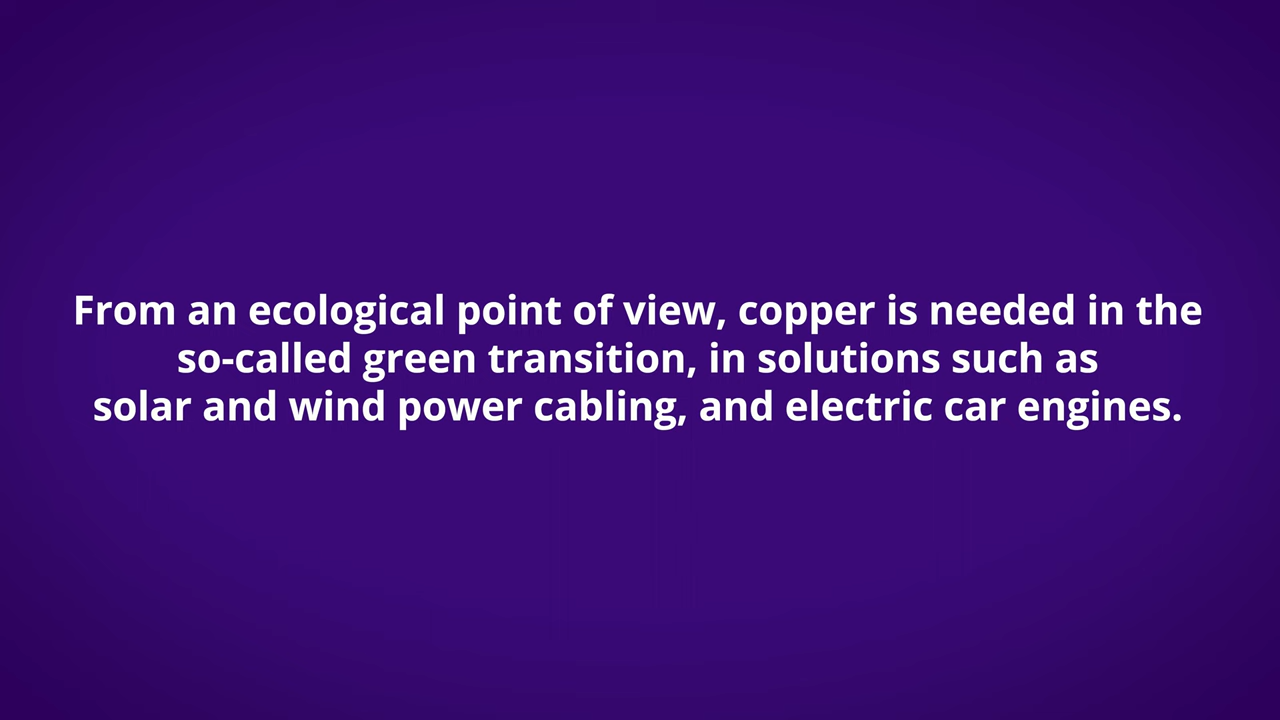 From an ecological point of view, copper is needed in the
so-called green transition, in solutions such as
solar and wind power cabling, and electric car engines.